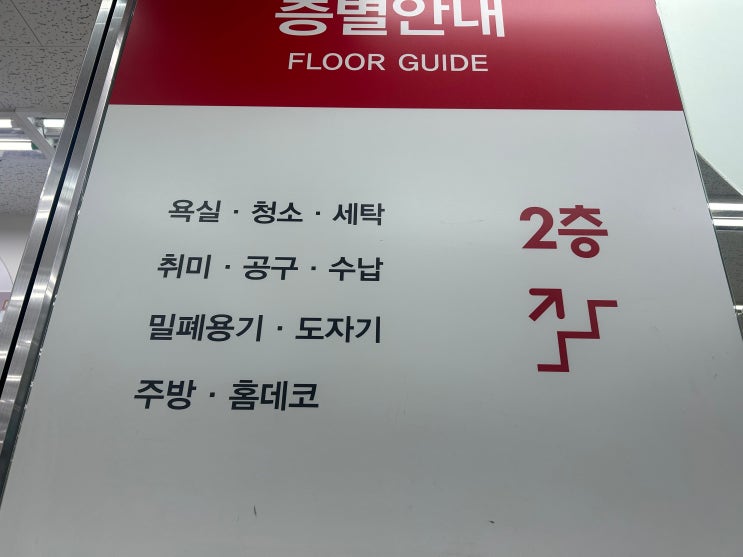 층별안내
FLOOR GUIDE
욕실 · 청소 · 세탁
2층
취미 · 공구 · 수납
밀폐용기 · 도자기
주방 · 홈데코